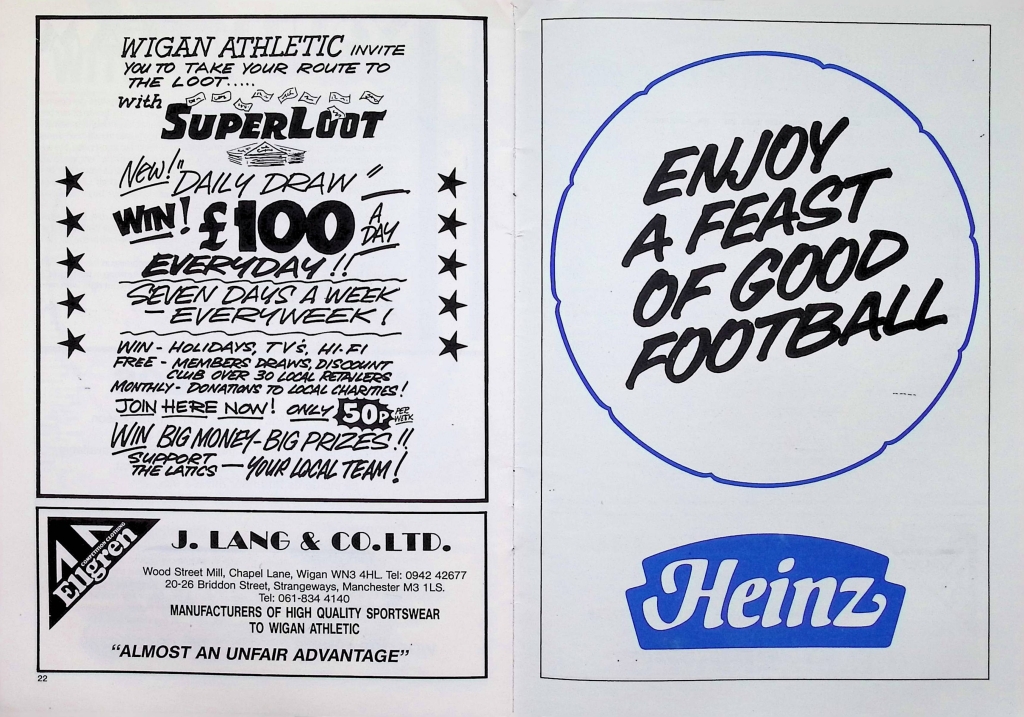 WIGAN ATHLETIC INVITE
YOU TO TAKE YOUR ROUTE TO
THE LOOT.....
with
SUPERLOOT
NEW! "DAILY DRAW"
WIN! £100 A DAY
EVERYDAY!!
SEVEN DAYS A WEEK
— EVERYWEEK!
WIN - HOLIDAYS, TV's, HI-FI
FREE - MEMBERS DRAWS, DISCOUNT
CLUB OVER 30 LOCAL RETAILERS
MONTHLY - DONATIONS TO LOCAL CHARITIES!
JOIN HERE NOW! ONLY 50P PER WEEK
WIN BIG MONEY-BIG PRIZES!!
SUPPORT THE LATICS — YOUR LOCAL TEAM!
Ellgren
COMPETITION CLOTHING
J. LANG & CO.LTD.
Wood Street Mill, Chapel Lane, Wigan WN3 4HL. Tel: 0942 42677
20-26 Briddon Street, Strangeways, Manchester M3 1LS.
Tel: 061-834 4140
MANUFACTURERS OF HIGH QUALITY SPORTSWEAR
TO WIGAN ATHLETIC
"ALMOST AN UNFAIR ADVANTAGE"
22
ENJOY
A FEAST
OF GOOD
FOOTBALL
Heinz